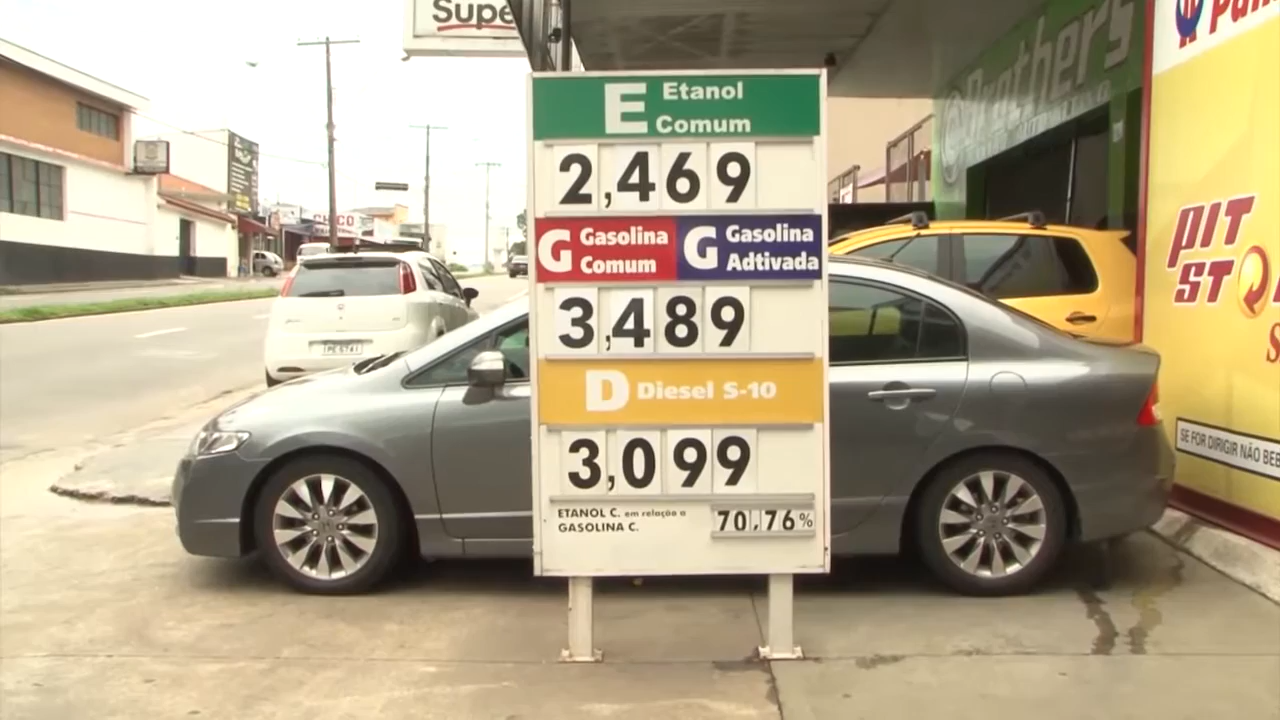 Supe
E Etanol
Comum
2,469
G Gasolina
Comum
G Gasolina
Adtivada
3,489
D Diesel S-10
3,099
ETANOL C. em relação a
GASOLINA C.
70,76%
Brothers
PIT
ST
SE FOR DIRIGIR NÃO BEB